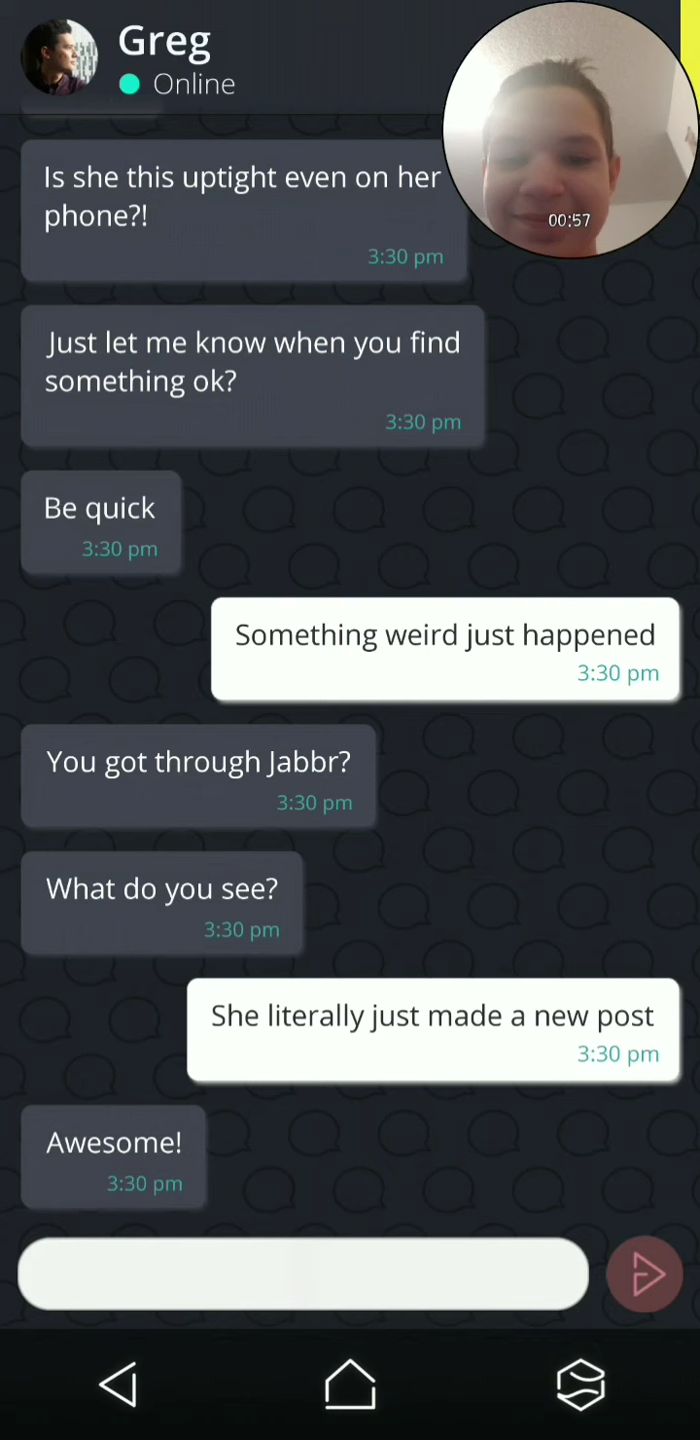 Greg
Online
00:57
Is she this uptight even on her
phone?!
3:30 pm
Just let me know when you find
something ok?
3:30 pm
Be quick
3:30 pm
Something weird just happened
3:30 pm
You got through Jabbr?
3:30 pm
What do you see?
3:30 pm
She literally just made a new post
3:30 pm
Awesome!
3:30 pm